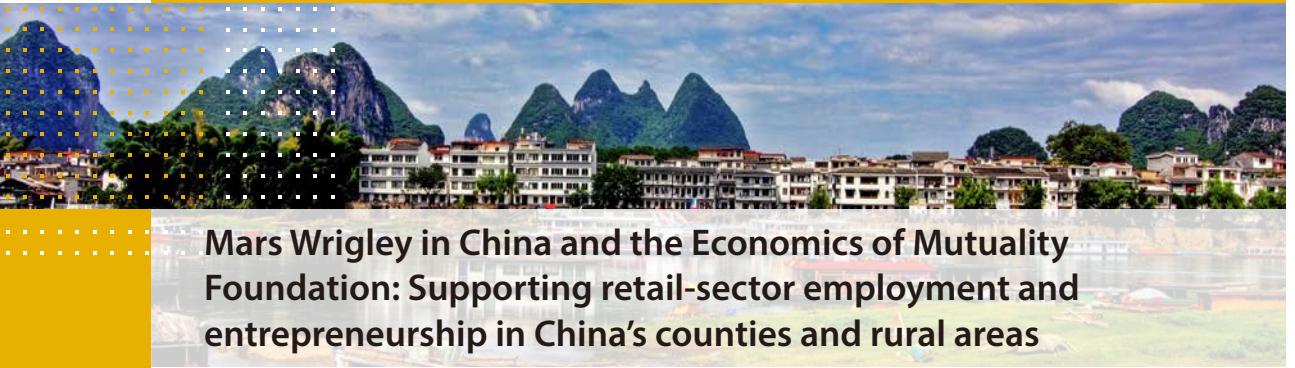 Mars Wrigley in China and the Economics of Mutuality
Foundation: Supporting retail-sector employment and
entrepreneurship in China’s counties and rural areas